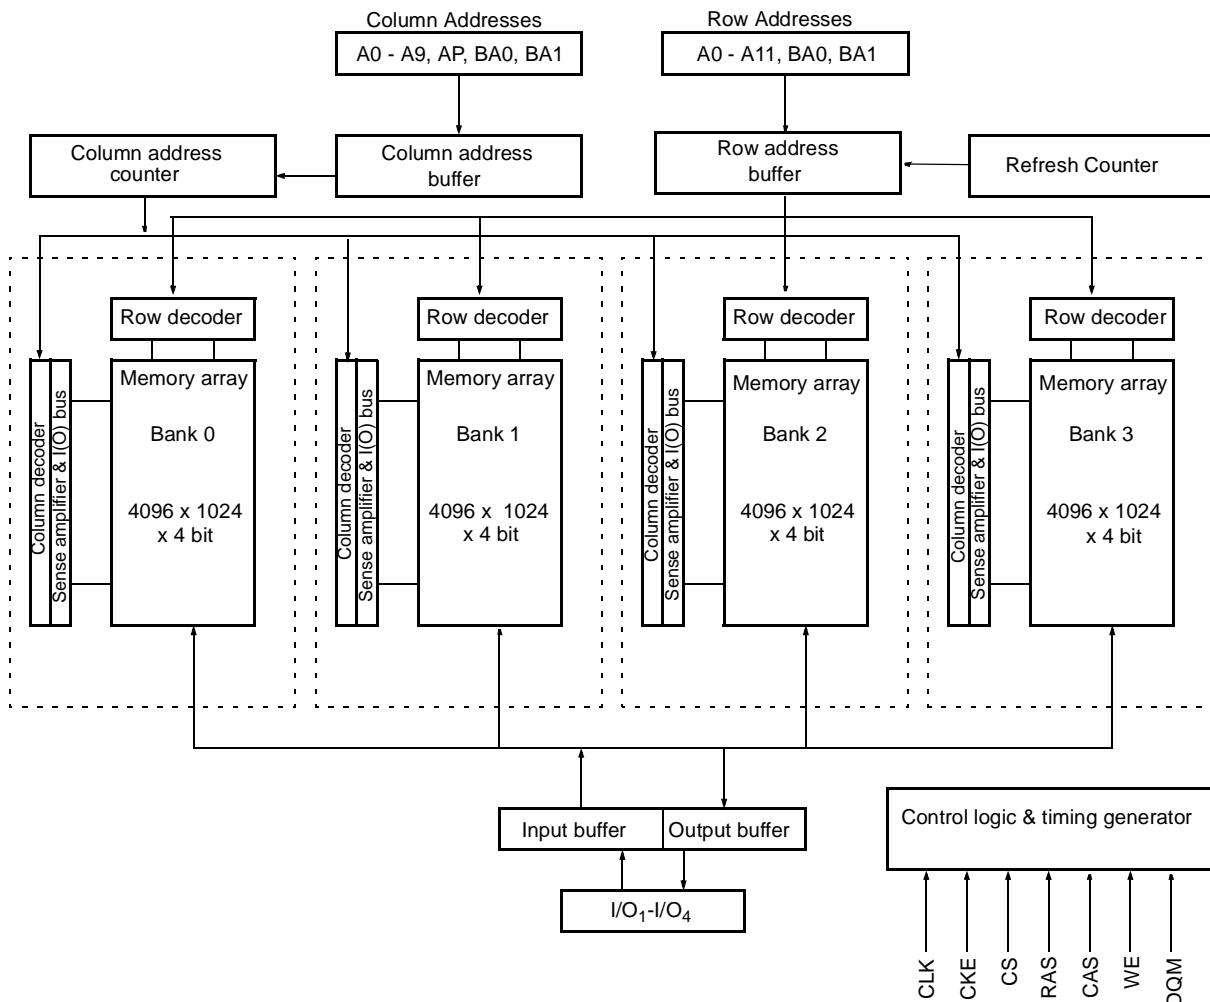 Column Addresses
Row Addresses
A0 - A9, AP, BA0, BA1
A0 - A11, BA0, BA1
Column address
counter
Column address
buffer
Row address
buffer
Refresh Counter
Row decoder
Row decoder
Row decoder
Row decoder
Column decoder
Sense amplifier & I(O) bus
Memory array
Bank 0
4096 x 1024
x 4 bit
Column decoder
Sense amplifier & I(O) bus
Memory array
Bank 1
4096 x 1024
x 4 bit
Column decoder
Sense amplifier & I(O) bus
Memory array
Bank 2
4096 x 1024
x 4 bit
Column decoder
Sense amplifier & I(O) bus
Memory array
Bank 3
4096 x 1024
x 4 bit
Input buffer
Output buffer
I/O1-I/O4
Control logic & timing generator
CLK
CKE
CS
RAS
CAS
WE
DQM